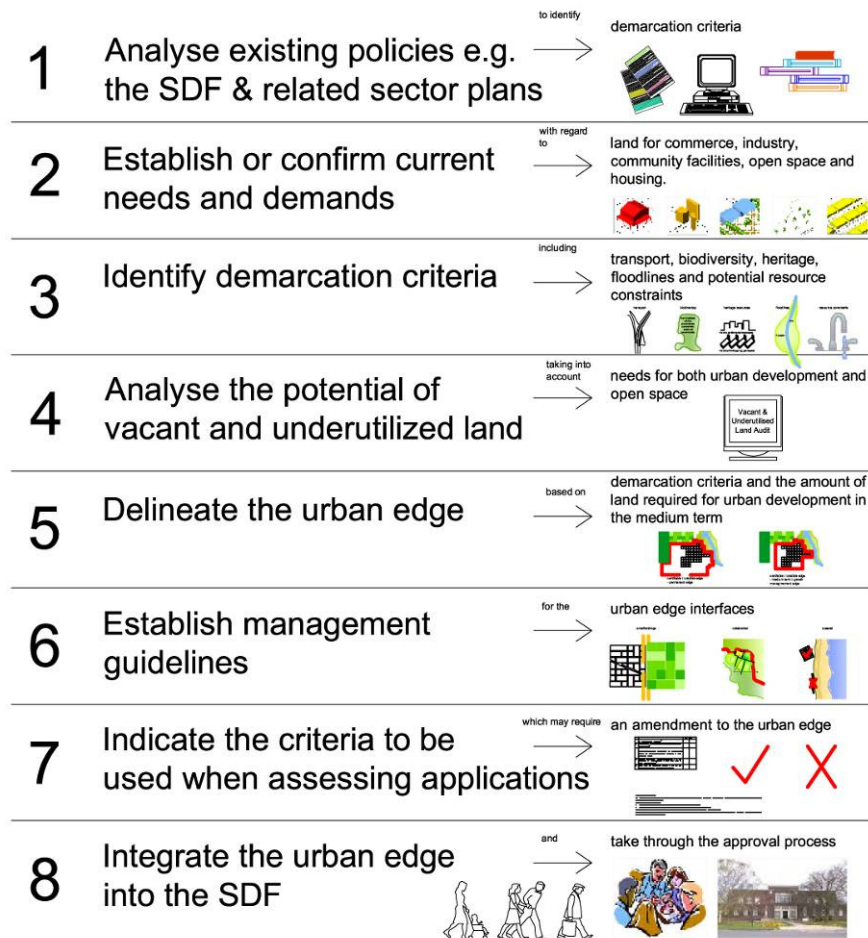 1
Analyse existing policies e.g.
the SDF & related sector plans
to identify
demarcation criteria
2
Establish or confirm current
needs and demands
with regard
to
land for commerce, industry,
community facilities, open space and
housing.
3
Identify demarcation criteria
including
transport, biodiversity, heritage,
floodlines and potential resource
constraints
4
Analyse the potential of
vacant and underutilized land
taking into
account
needs for both urban development and
open space
Vacant &
Underutilised
Land Audit
5
Delineate the urban edge
based on
demarcation criteria and the amount of
land required for urban development in
the medium term
6
Establish management
guidelines
for the
urban edge interfaces
7
Indicate the criteria to be
used when assessing applications
which may require
an amendment to the urban edge
8
Integrate the urban edge
into the SDF
and
take through the approval process